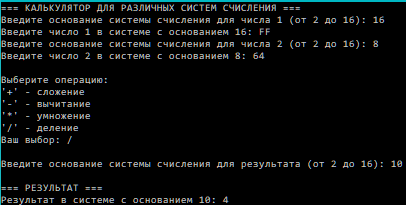 === КАЛЬКУЛЯТОР ДЛЯ РАЗЛИЧНЫХ СИСТЕМ СЧИСЛЕНИЯ ===
Введите основание системы счисления для числа 1 (от 2 до 16): 16
Введите число 1 в системе с основанием 16: FF
Введите основание системы счисления для числа 2 (от 2 до 16): 8
Введите число 2 в системе с основанием 8: 64
Выберите операцию:
'+' - сложение
'-' - вычитание
'*' - умножение
'/' - деление
Ваш выбор: /
Введите основание системы счисления для результата (от 2 до 16): 10
=== РЕЗУЛЬТАТ ===
Результат в системе с основанием 10: 4